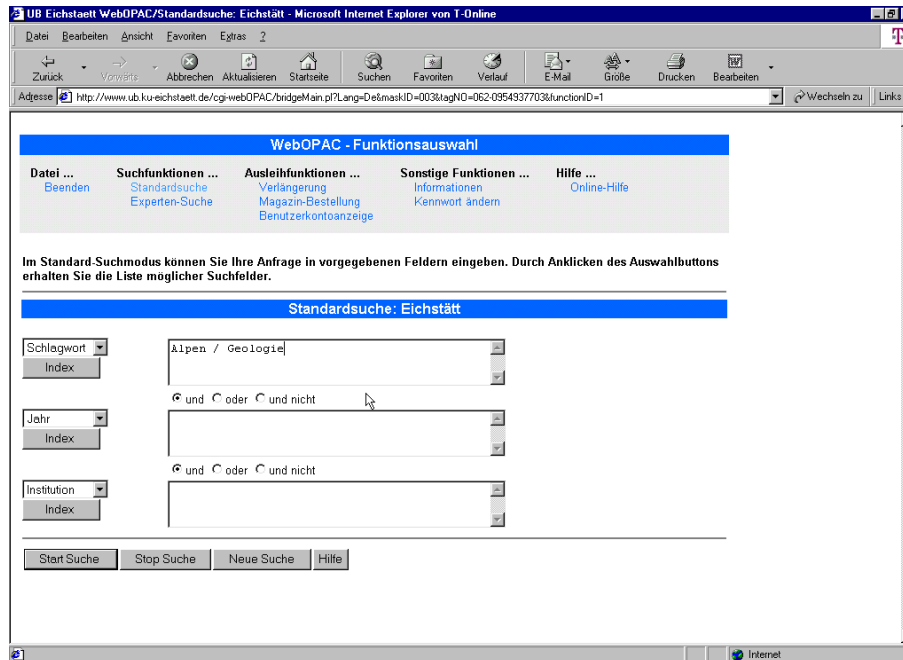 UB Eichstaett WebOPAC/Standardsuche: Eichstätt - Microsoft Internet Explorer von T-Online
Datei Bearbeiten Ansicht Favoriten Extras ?
Zurück Vorwärts Abbrechen Aktualisieren Startseite Suchen Favoriten Verlauf E-Mail Größe Drucken Bearbeiten
Adresse http://www.ub.ku-eichstaett.de/cgi-webOPAC/bridgeMain.pl?Lang=De&maskID=003&tagNO=062-0954937703&functionID=1 Wechseln zu Links
WebOPAC - Funktionsauswahl
Datei ... Suchfunktionen ... Ausleihfunktionen ... Sonstige Funktionen ... Hilfe ...
Beenden Standardsuche Verlängerung Informationen Online-Hilfe
Experten-Suche Magazin-Bestellung Kennwort ändern
Benutzerkontoanzeige
Im Standard-Suchmodus können Sie Ihre Anfrage in vorgegebenen Feldern eingeben. Durch Anklicken des Auswahlbuttons
erhalten Sie die Liste möglicher Suchfelder.
Standardsuche: Eichstätt
Schlagwort Alpen / Geologie
Index
und oder und nicht
Jahr
Index
und oder und nicht
Institution
Index
Start Suche Stop Suche Neue Suche Hilfe
Internet